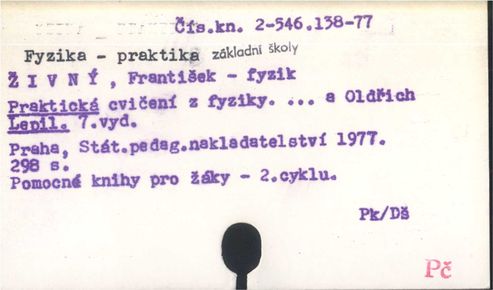 Čís.kn. 2-546.138-77
Fyzika - praktika základní školy
ŽIVNÝ, František - fyzik
Praktická cvičení z fyziky. ... a Oldřich
Lepil. 7.vyd.
Praha, Stát.pedag.nakladatelství 1977.
298 s.
Pomocné knihy pro žáky - 2.cyklu.
Pk/Dš
Pč